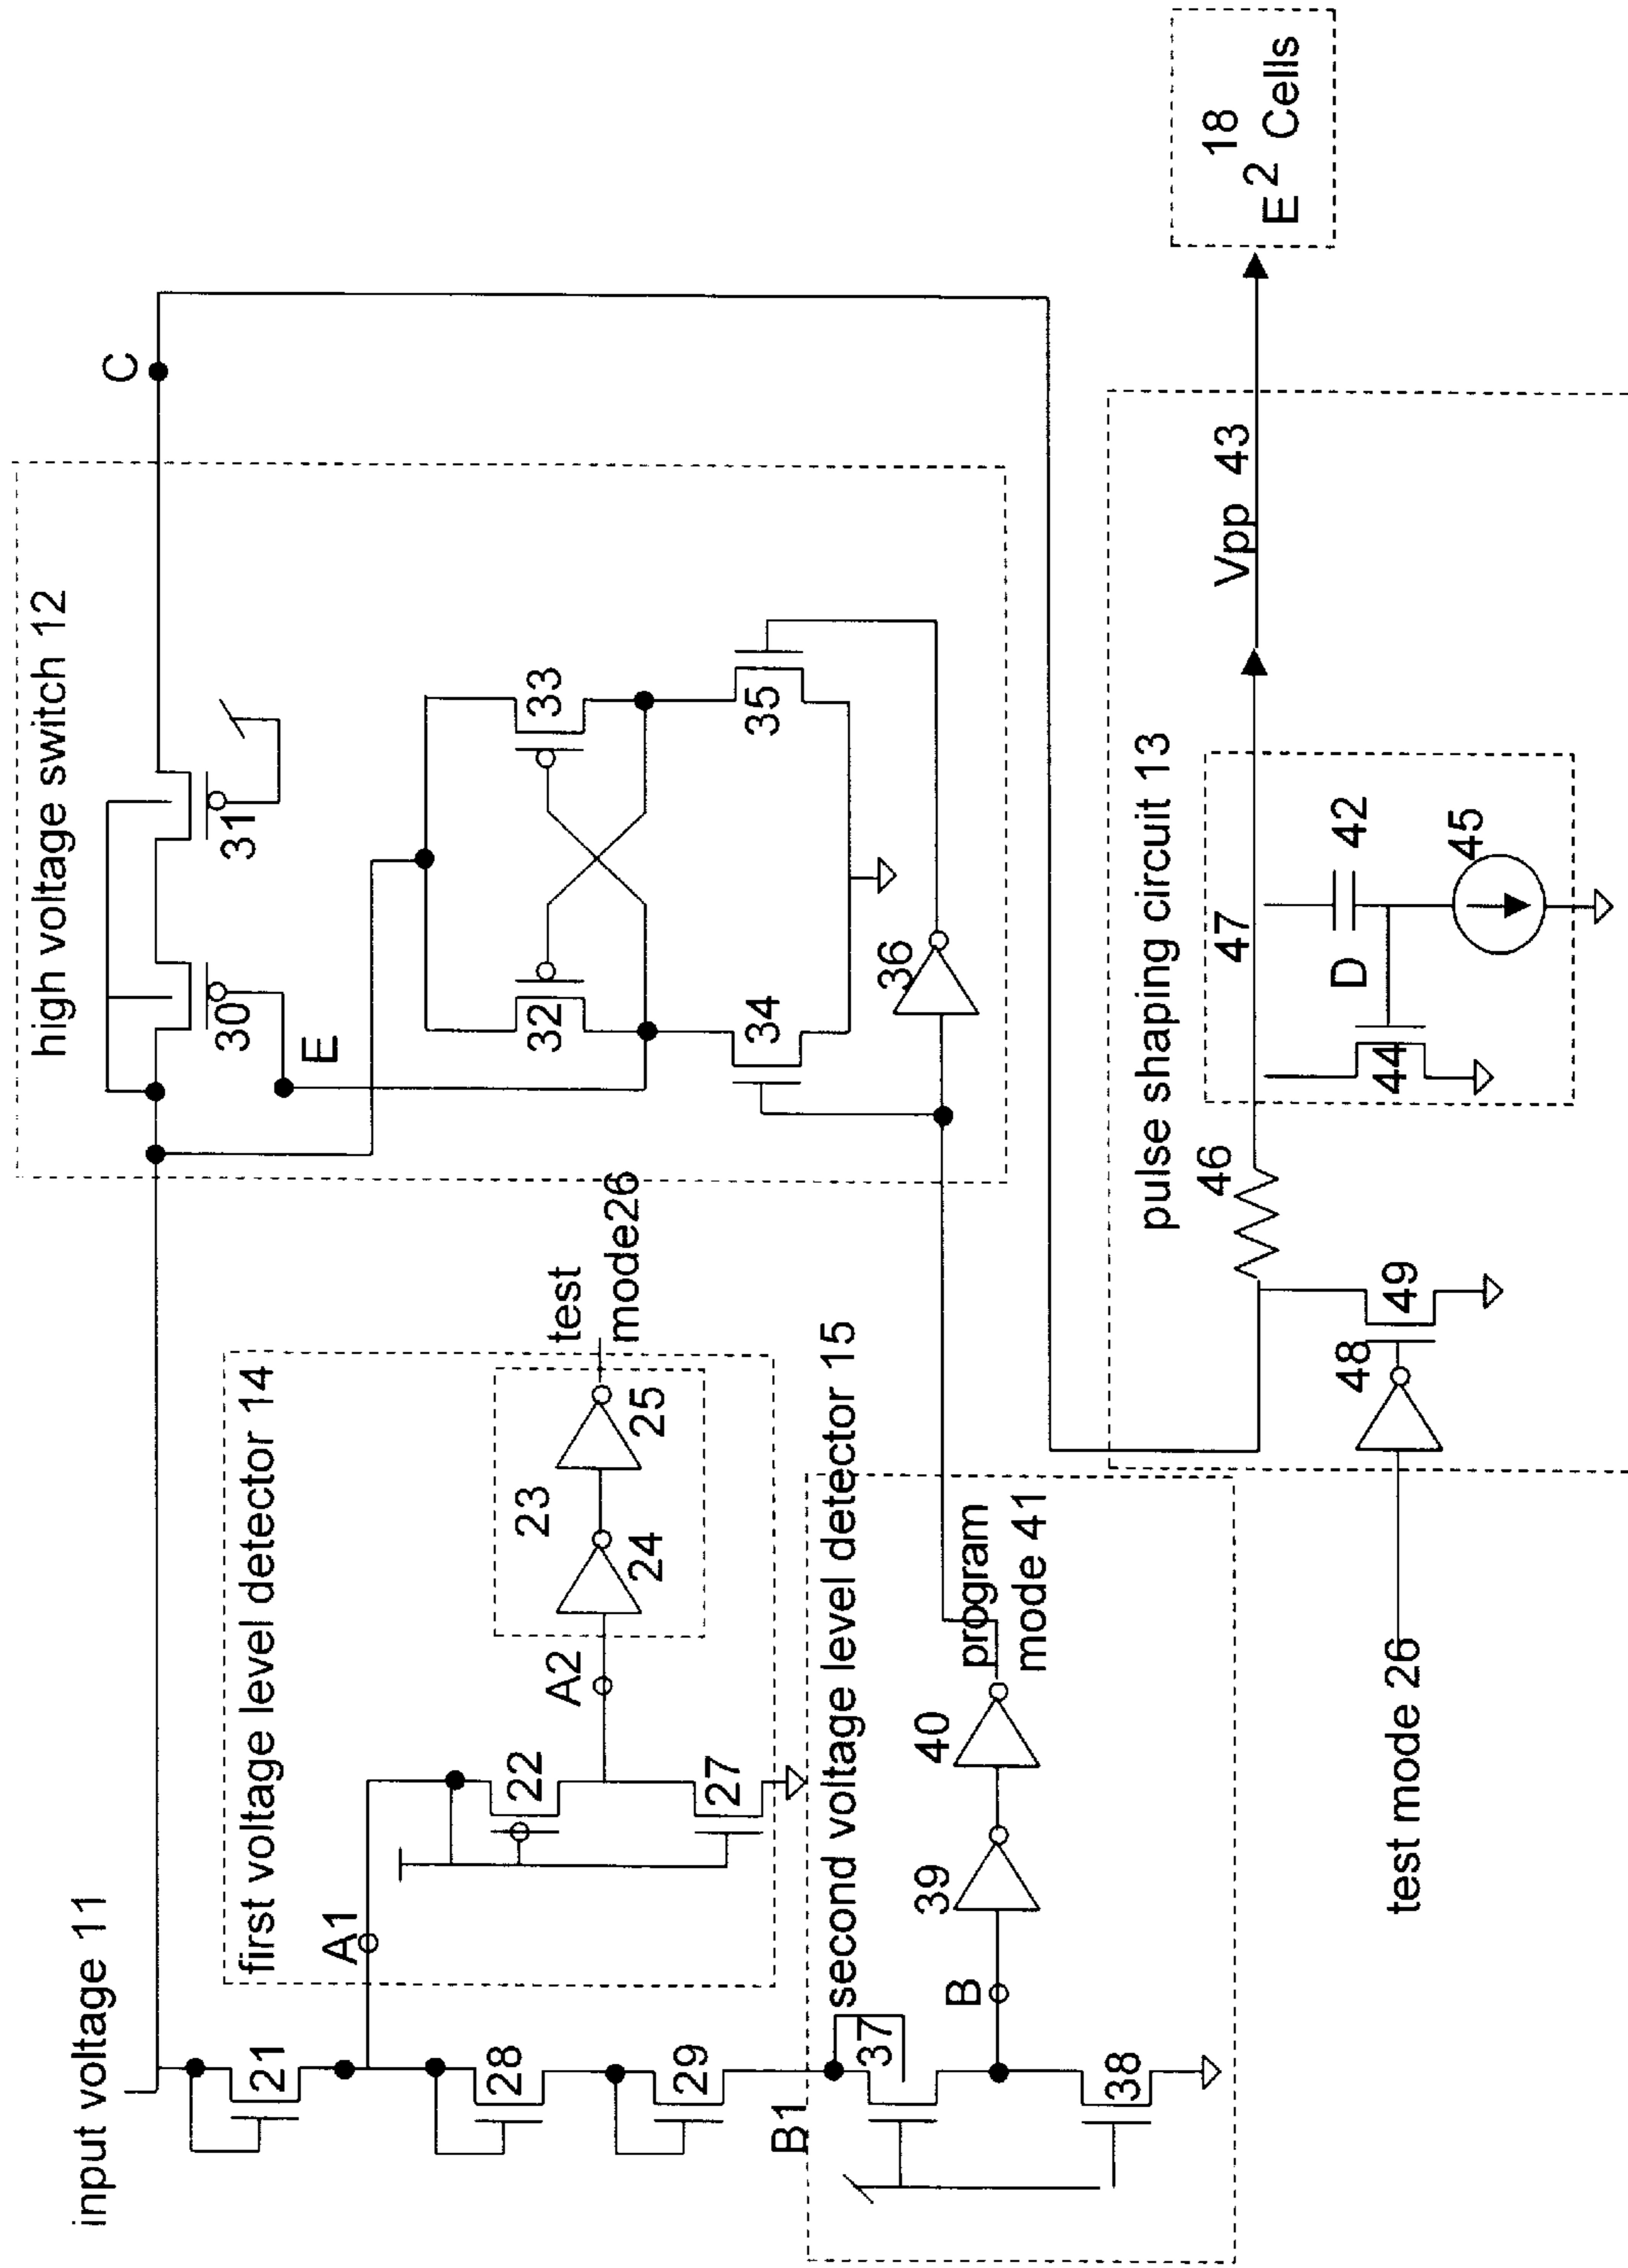 input voltage 11
21
A1
28
29
B1
first voltage level detector 14
22
27
A2
23
24
25
test
mode26
second voltage level detector 15
37
38
B
39
40
program
mode 41
high voltage switch 12
30
31
E
32
33
34
35
36
C
pulse shaping circuit 13
test mode 26
48
49
46
47
44
D
42
45
Vpp 43
18
E2 Cells